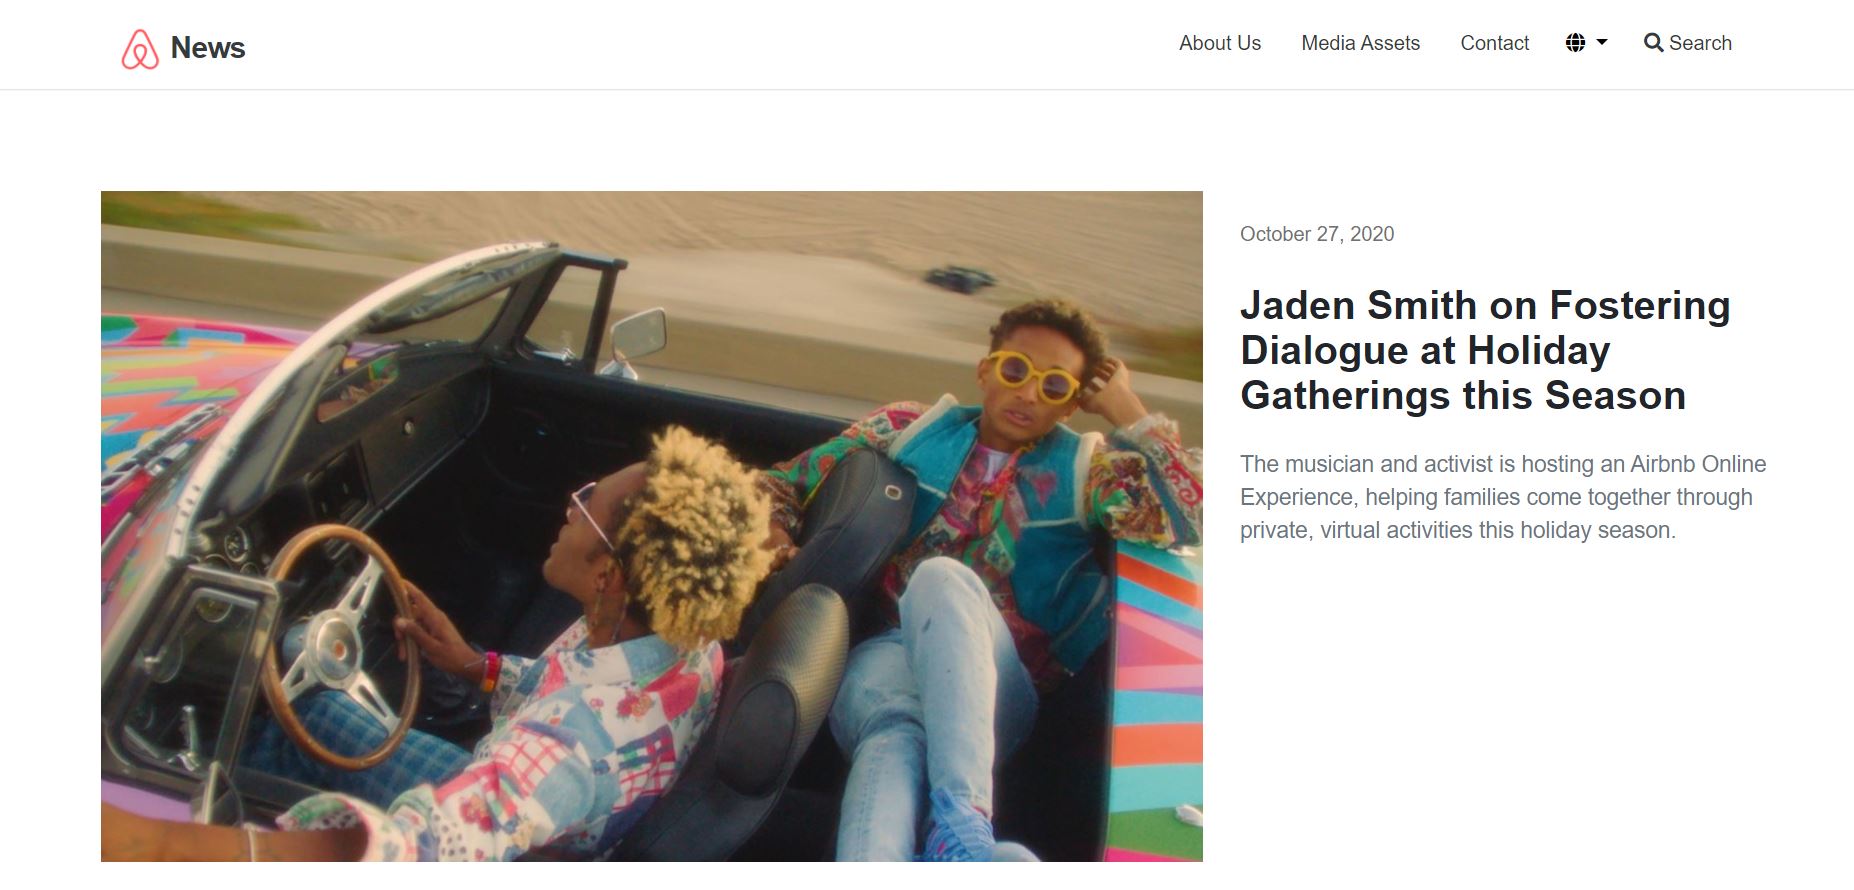 News
About Us
Media Assets
Contact
Search
October 27, 2020
Jaden Smith on Fostering
Dialogue at Holiday
Gatherings this Season
The musician and activist is hosting an Airbnb Online
Experience, helping families come together through
private, virtual activities this holiday season.